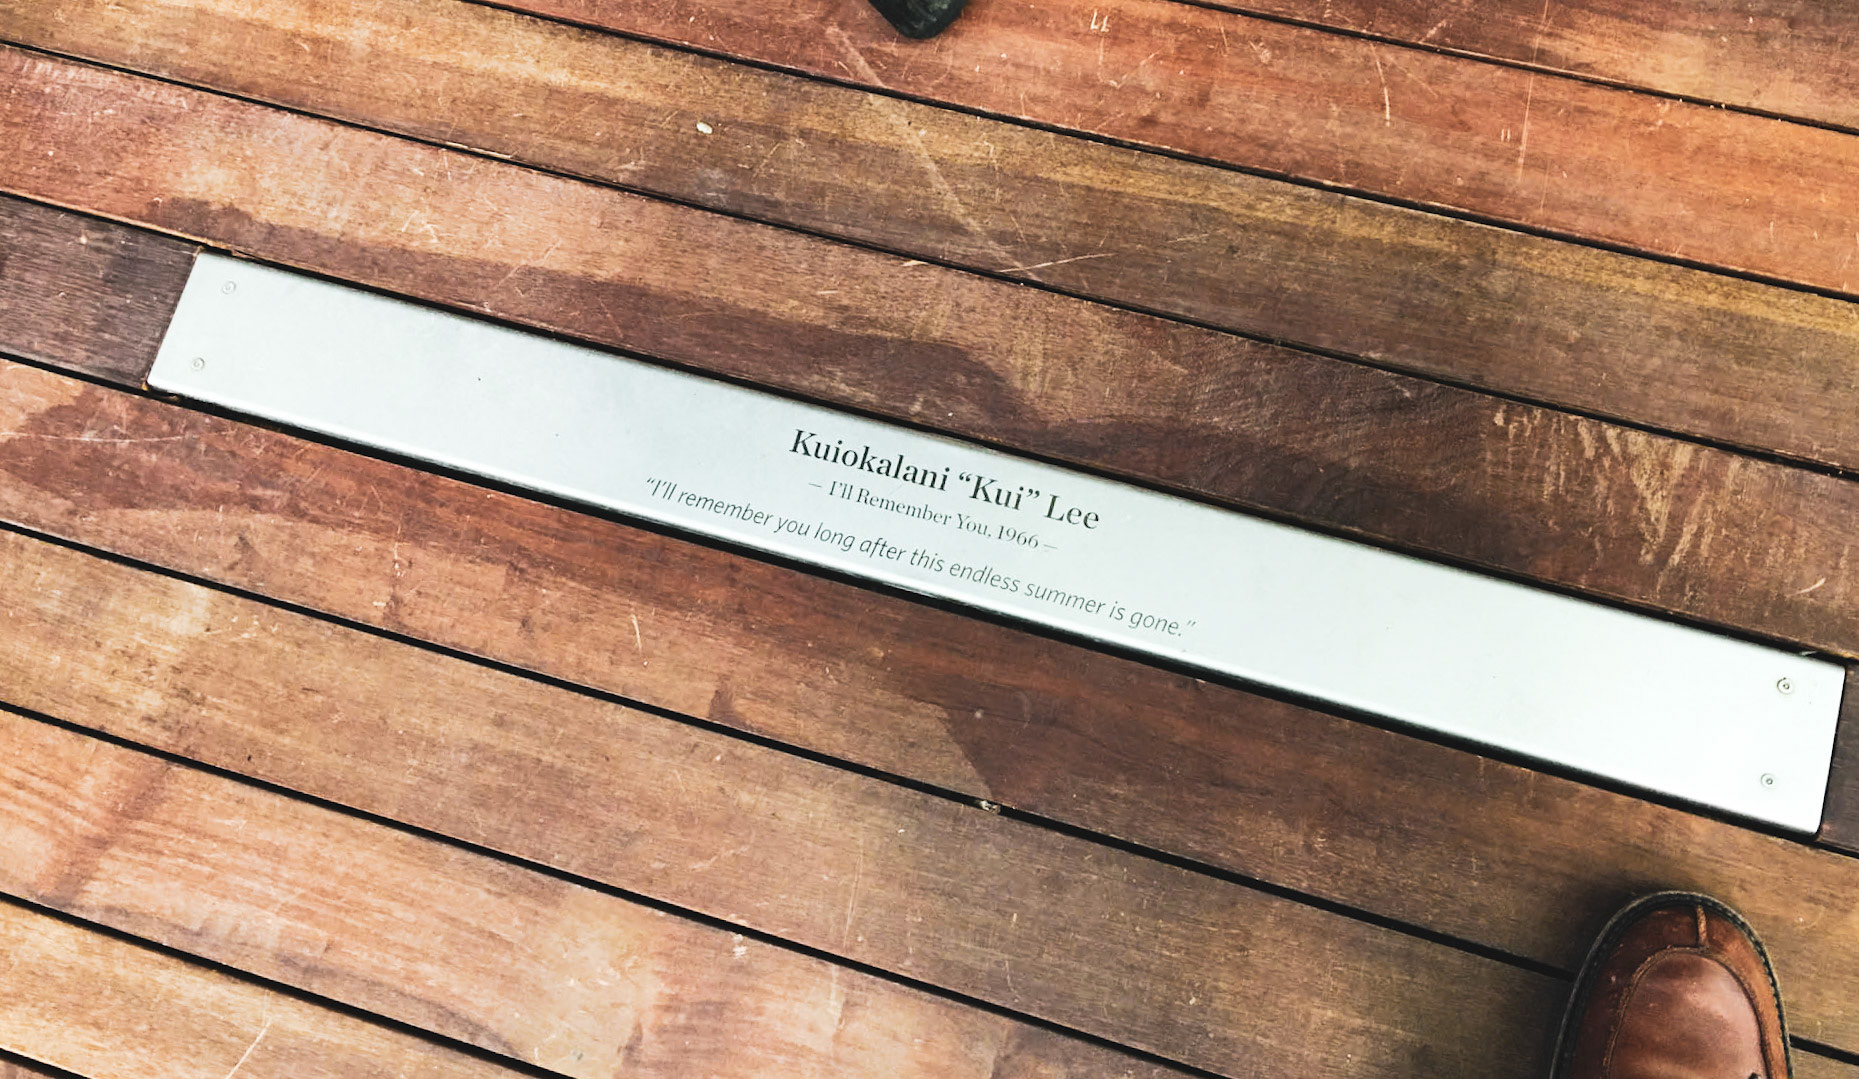 Kuiokalani “Kui” Lee
– I’ll Remember You, 1966 –
“I’ll remember you long after this endless summer is gone.”